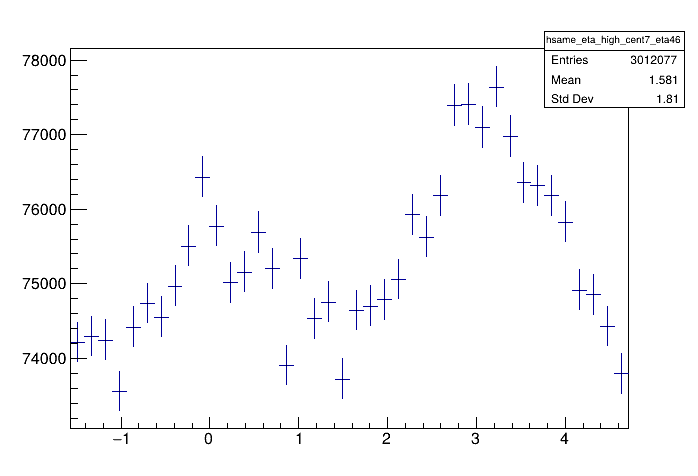 hsame_eta_high_cent7_eta46
Entries 3012077
Mean 1.581
Std Dev 1.81
78000
77000
76000
75000
74000
−1 0 1 2 3 4